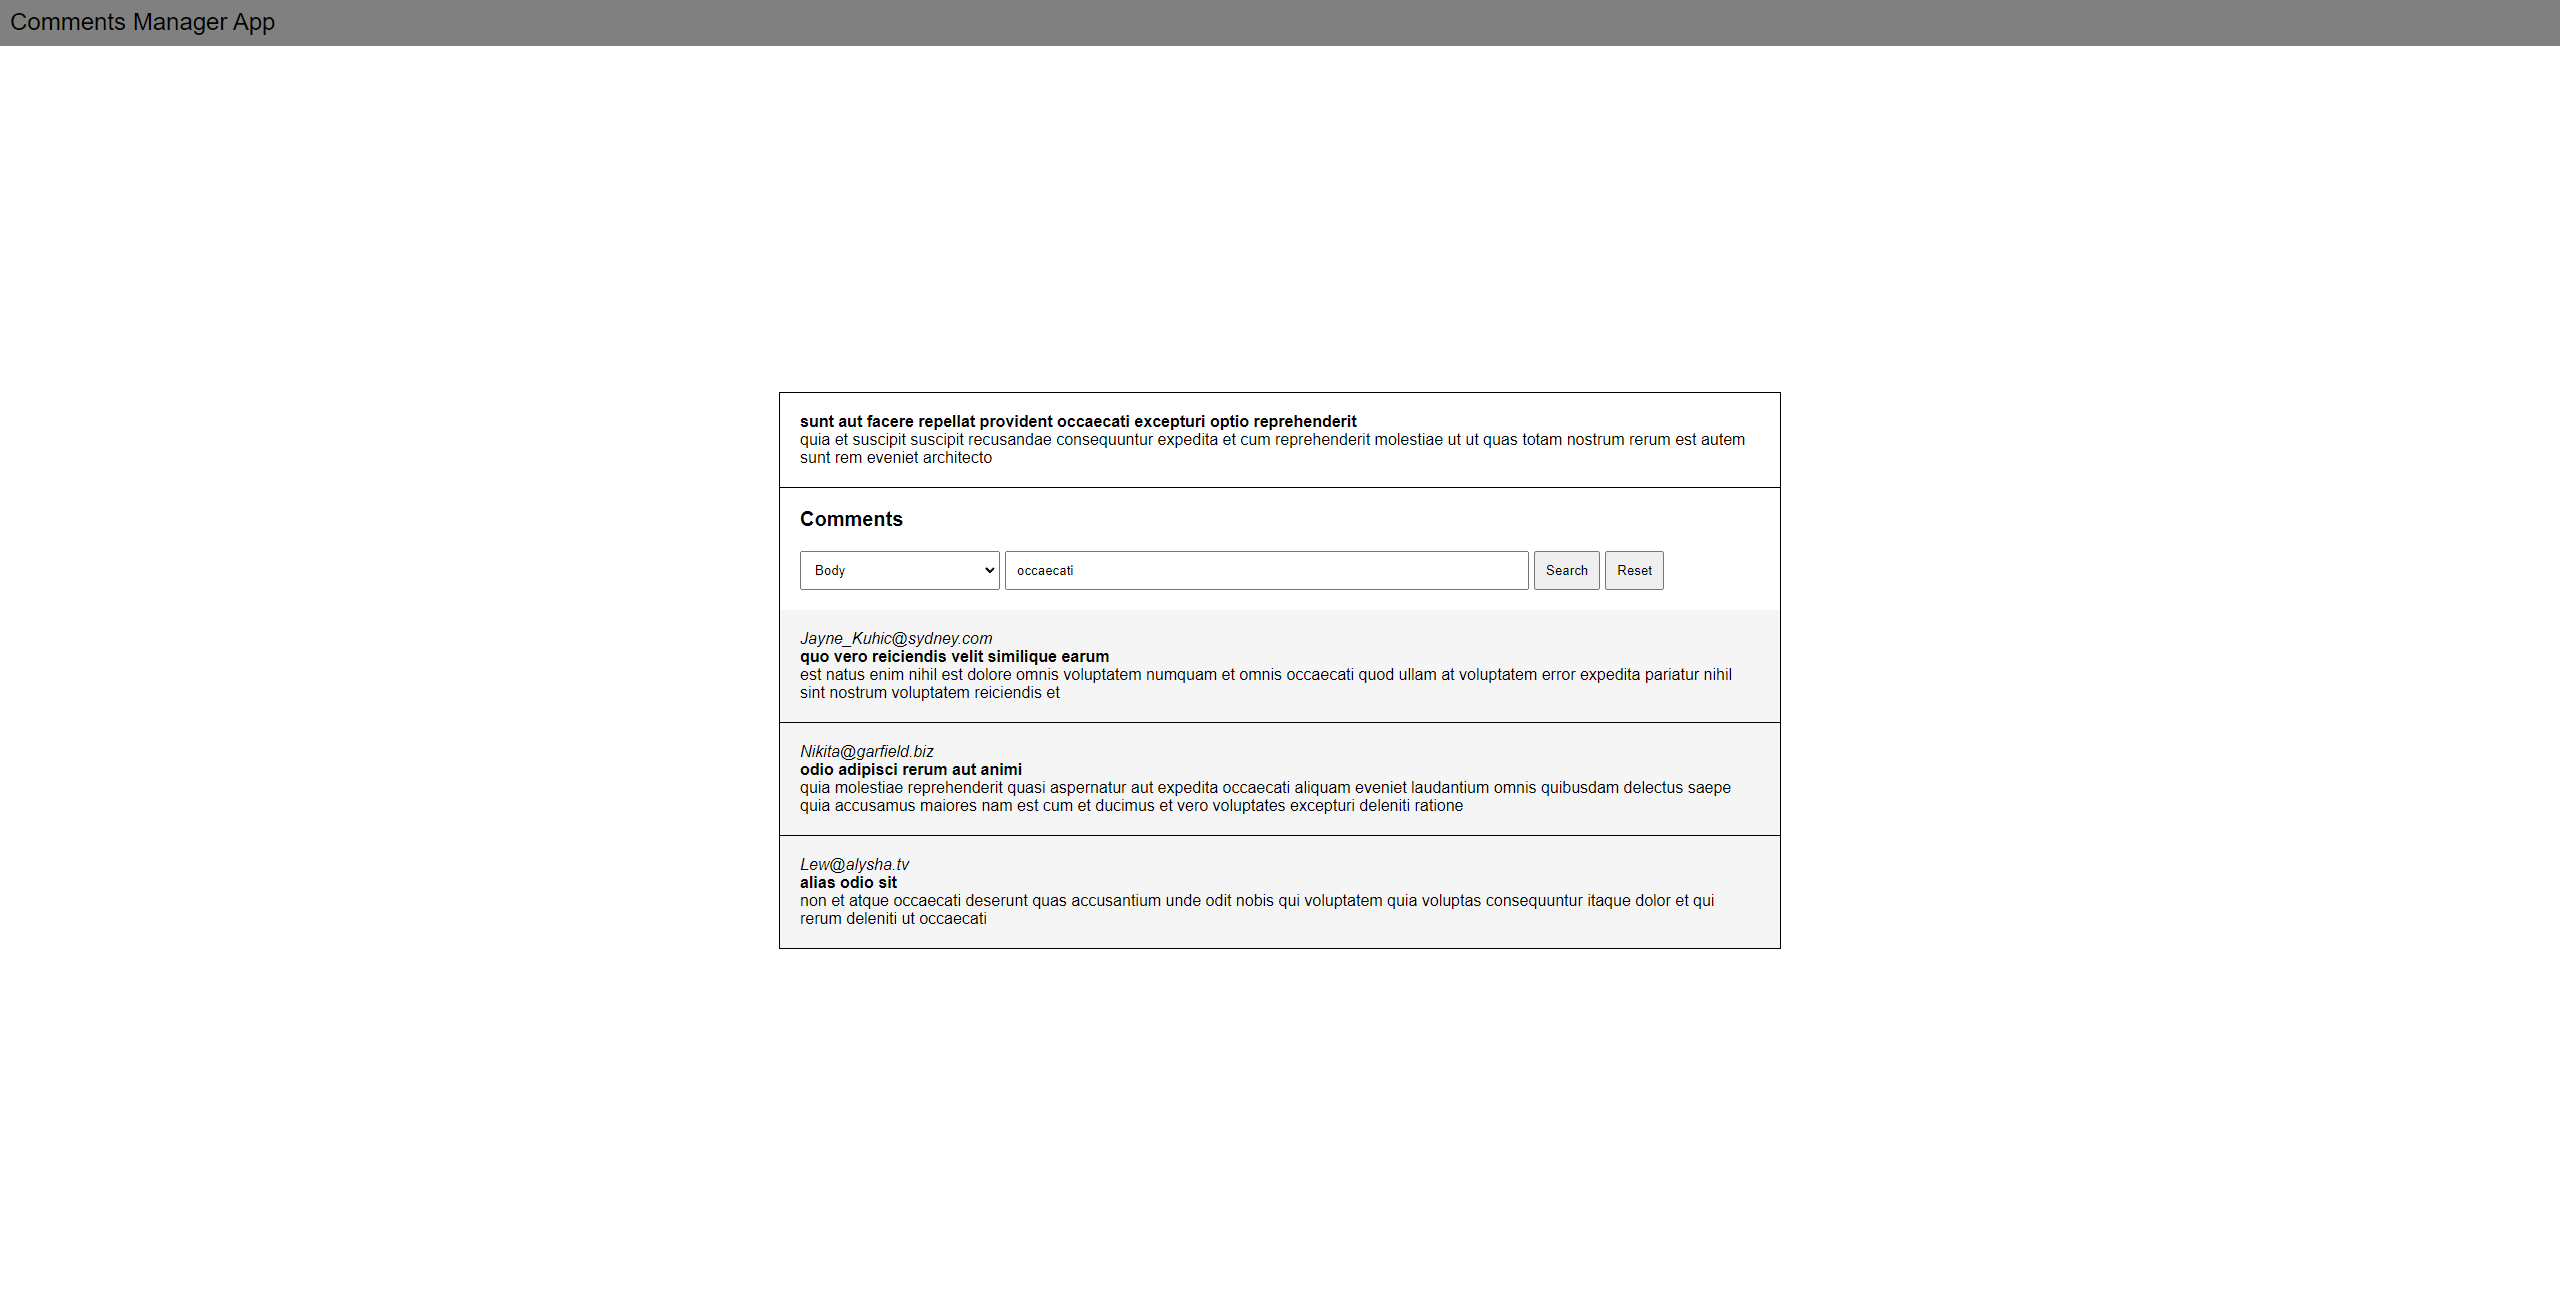 Comments Manager App
sunt aut facere repellat provident occaecati excepturi optio reprehenderit
quia et suscipit suscipit recusandae consequuntur expedita et cum reprehenderit molestiae ut ut quas totam nostrum rerum est autem
sunt rem eveniet architecto
Comments
Body occaecati Search Reset
Jayne_Kuhic@sydney.com
quo vero reiciendis velit similique earum
est natus enim nihil est dolore omnis voluptatem numquam et omnis occaecati quod ullam at voluptatem error expedita pariatur nihil
sint nostrum voluptatem reiciendis et
Nikita@garfield.biz
odio adipisci rerum aut animi
quia molestiae reprehenderit quasi aspernatur aut expedita occaecati aliquam eveniet laudantium omnis quibusdam delectus saepe
quia accusamus maiores nam est cum et ducimus et vero voluptates excepturi deleniti ratione
Lew@alysha.tv
alias odio sit
non et atque occaecati deserunt quas accusantium unde odit nobis qui voluptatem quia voluptas consequuntur itaque dolor et qui
rerum deleniti ut occaecati